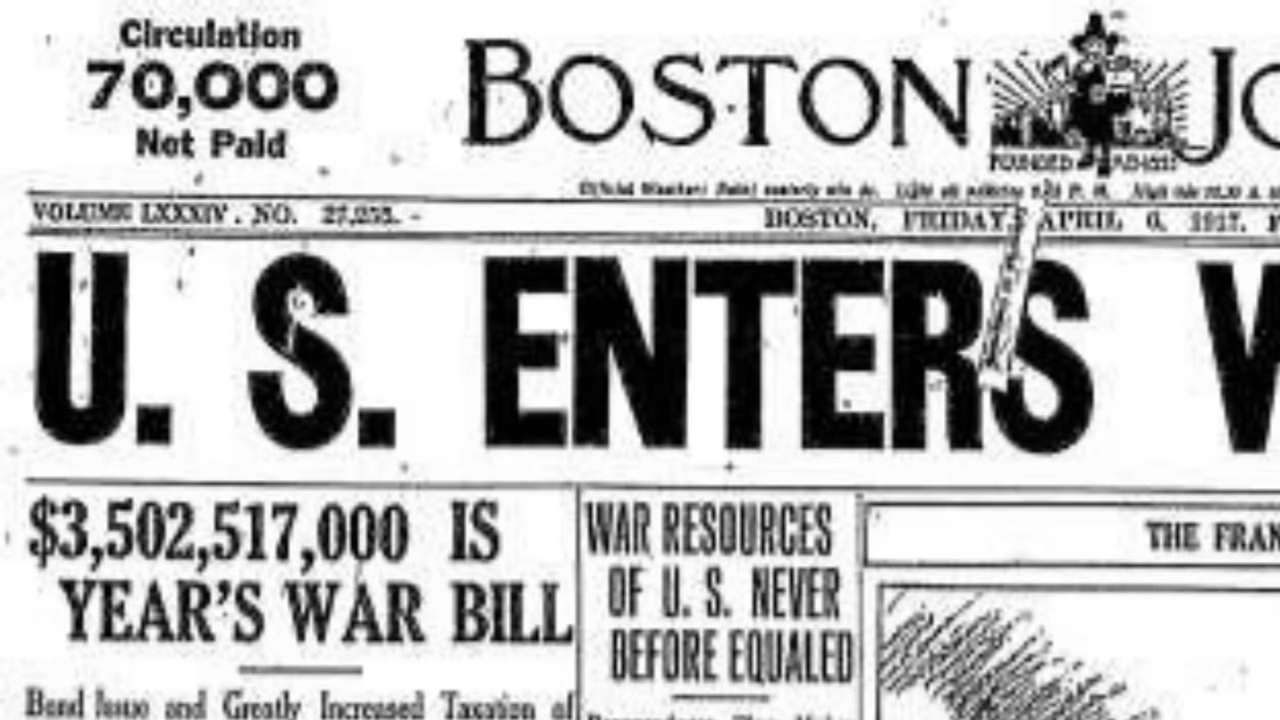 Circulation
70,000
Net Paid
BOSTON JO
FOUNDED
VOLUME LXXXIV. NO. 27,255.
BOSTON, FRIDAY, APRIL 6, 1917.
U. S. ENTERS W
$3,502,517,000 IS
YEAR'S WAR BILL
Bond Issue and Greatly Increased Taxation of
WAR RESOURCES
OF U. S. NEVER
BEFORE EQUALED
THE FRAN